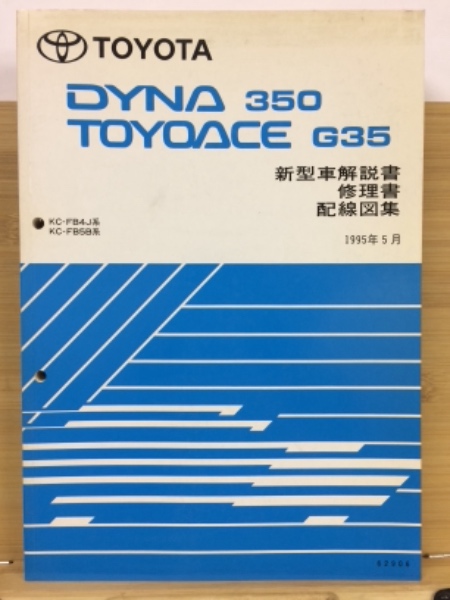 TOYOTA
DYNA 350
TOYOACE G35
新型車解説書
修理書
配線図集
KC-FB4J系
KC-FB5B系
1995年5月